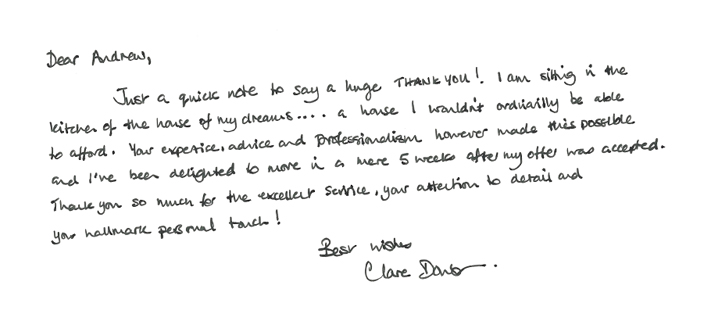 Dear Andrew,
Just a quick note to say a huge THANK YOU! I am sitting in the
kitchen of the house of my dreams.... a house I wouldn't ordinarily be able
to afford. Your expertice, advice and professionalism however made this possible
and I've been delighted to move in a mere 5 weeks after my offer was accepted.
Thank you so much for the excellent service, your attention to detail and
your hallmark personal touch!
Best wishes
Clare